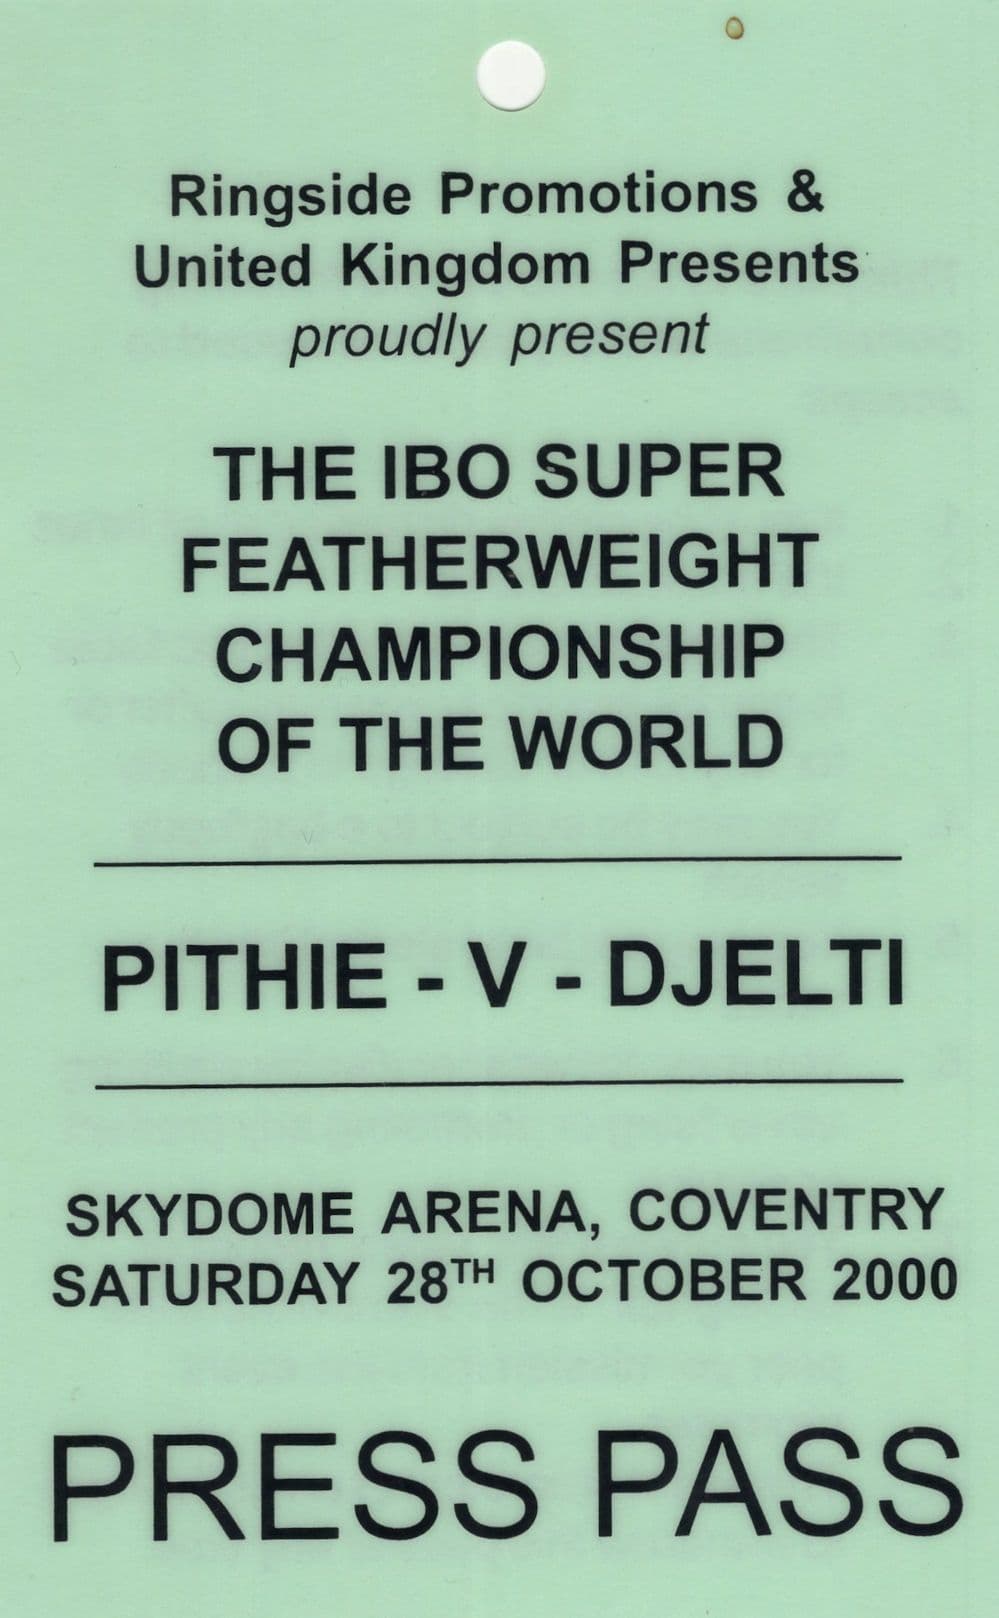 Ringside Promotions &
United Kingdom Presents
proudly present
THE IBO SUPER
FEATHERWEIGHT
CHAMPIONSHIP
OF THE WORLD
PITHIE - V - DJELTI
SKYDOME ARENA, COVENTRY
SATURDAY 28TH OCTOBER 2000
PRESS PASS